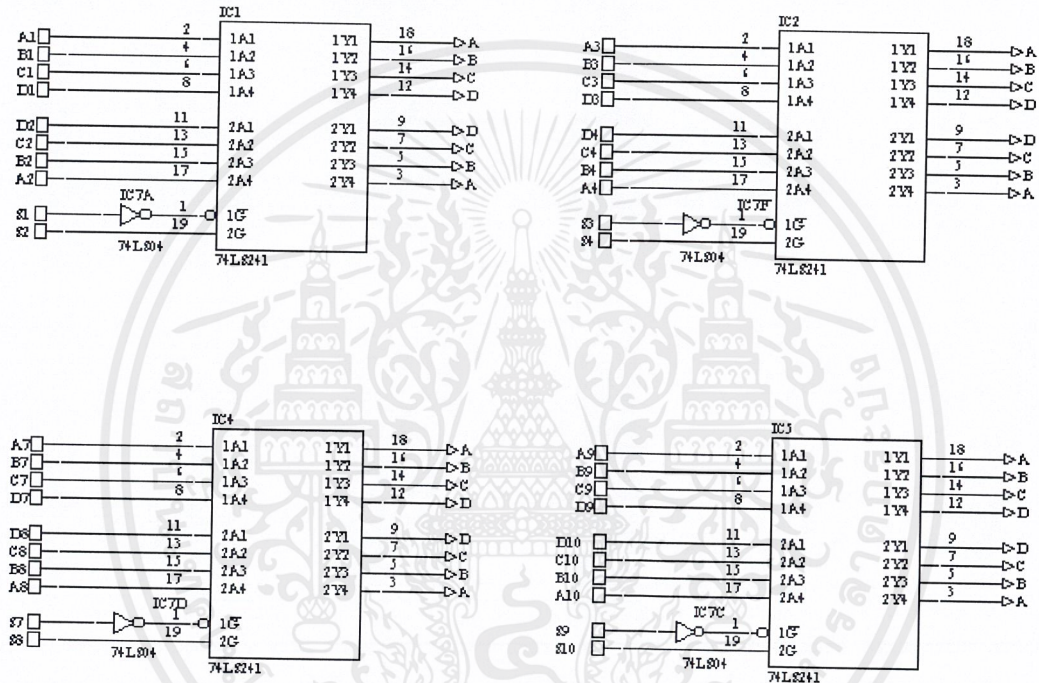 IC1
A1 2 1A1 1Y1 18 A
B1 4 1A2 1Y2 16 B
C1 6 1A3 1Y3 14 C
D1 8 1A4 1Y4 12 D
D2 11 2A1 2Y1 9 D
C2 13 2A2 2Y2 7 C
B2 15 2A3 2Y3 5 B
A2 17 2A4 2Y4 3 A
IC7A
S1 1 1G
S2 19 2G
74LS04
74LS241
IC2
A3 2 1A1 1Y1 18 A
B3 4 1A2 1Y2 16 B
C3 6 1A3 1Y3 14 C
D3 8 1A4 1Y4 12 D
D4 11 2A1 2Y1 9 D
C4 13 2A2 2Y2 7 C
B4 15 2A3 2Y3 5 B
A4 17 2A4 2Y4 3 A
IC7F
S3 1 1G
S4 19 2G
74LS04
74LS241
IC4
A7 2 1A1 1Y1 18 A
B7 4 1A2 1Y2 16 B
C7 6 1A3 1Y3 14 C
D7 8 1A4 1Y4 12 D
D8 11 2A1 2Y1 9 D
C8 13 2A2 2Y2 7 C
B8 15 2A3 2Y3 5 B
A8 17 2A4 2Y4 3 A
IC7D
S7 1 1G
S8 19 2G
74LS04
74LS241
IC5
A9 2 1A1 1Y1 18 A
B9 4 1A2 1Y2 16 B
C9 6 1A3 1Y3 14 C
D9 8 1A4 1Y4 12 D
D10 11 2A1 2Y1 9 D
C10 13 2A2 2Y2 7 C
B10 15 2A3 2Y3 5 B
A10 17 2A4 2Y4 3 A
IC7C
S9 1 1G
S10 19 2G
74LS04
74LS241